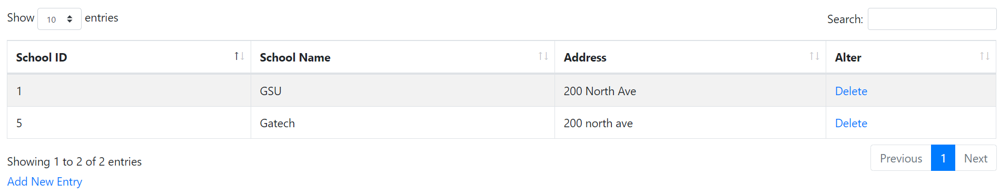 Show 10 entries Search:
School ID School Name Address Alter
1 GSU 200 North Ave Delete
5 Gatech 200 north ave Delete
Showing 1 to 2 of 2 entries Previous 1 Next
Add New Entry